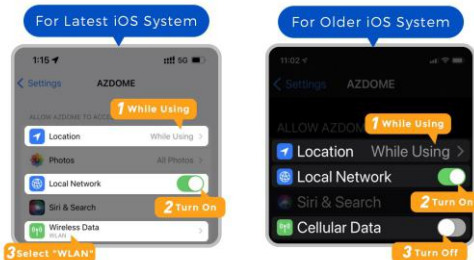 For Latest iOS System
1:15
5G
Settings
AZDOME
ALLOW AZDOME TO ACCE
1 While Using
Location
While Using
Photos
All Photos
Local Network
Siri & Search
2 Turn On
Wireless Data
WLAN
3 Select "WLAN"
For Older iOS System
11:02
Settings
AZDOME
ALLOW AZDOM
1 While Using
Location
While Using
Local Network
Siri & Search
2 Turn On
Cellular Data
3 Turn Off